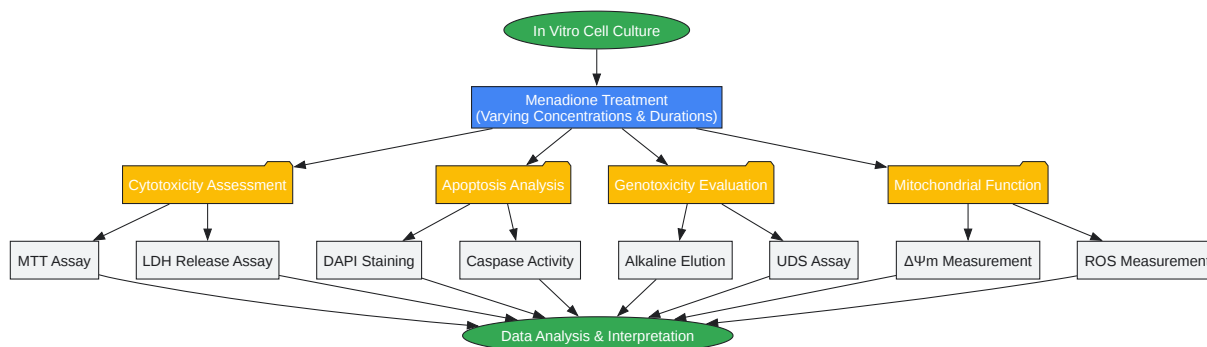 In Vitro Cell Culture
Menadione Treatment
(Varying Concentrations & Durations)
Cytotoxicity Assessment
Apoptosis Analysis
Genotoxicity Evaluation
Mitochondrial Function
MTT Assay
LDH Release Assay
DAPI Staining
Caspase Activity
Alkaline Elution
UDS Assay
ΔΨm Measurement
ROS Measurement
Data Analysis & Interpretation